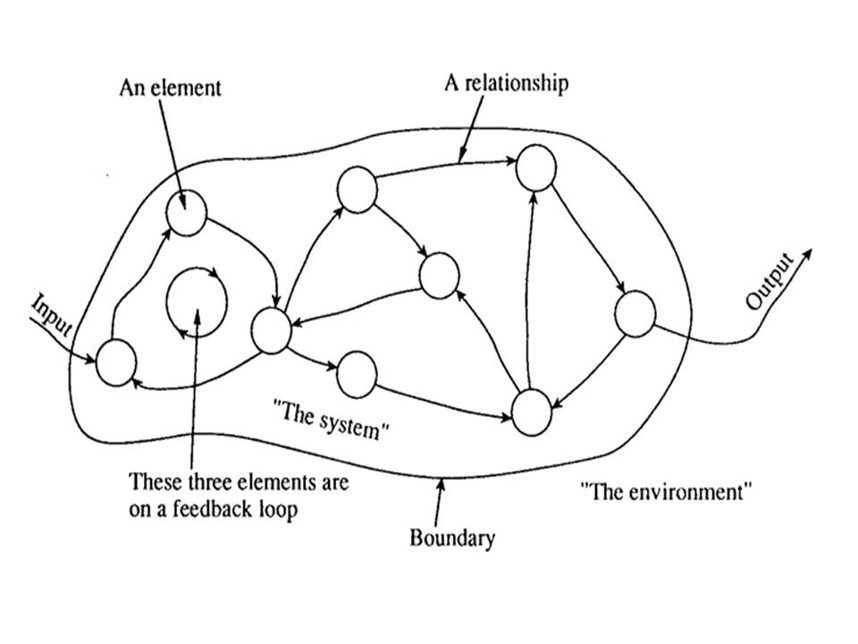 An element
A relationship
Input
Output
"The system"
These three elements are
on a feedback loop
"The environment"
Boundary